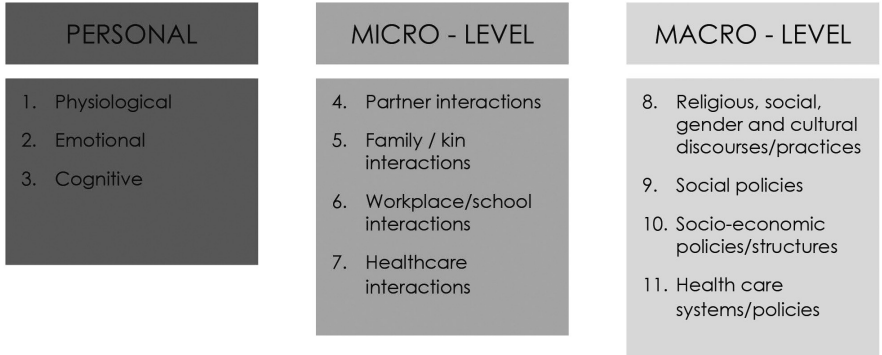 PERSONAL
1. Physiological
2. Emotional
3. Cognitive
MICRO - LEVEL
4. Partner interactions
5. Family / kin
interactions
6. Workplace/school
interactions
7. Healthcare
interactions
MACRO - LEVEL
8. Religious, social,
gender and cultural
discourses/practices
9. Social policies
10. Socio-economic
policies/structures
11. Health care
systems/policies